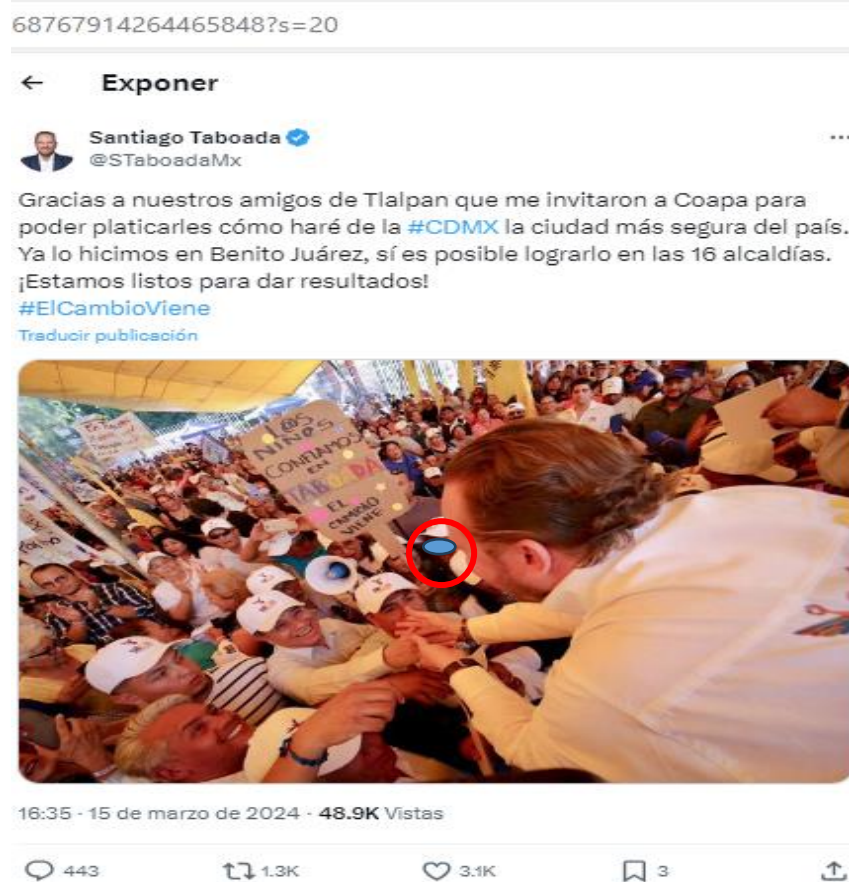 68767914264465848?s=20
← Exponer
Santiago Taboada
@STaboadaMx
Gracias a nuestros amigos de Tlalpan que me invitaron a Coapa para
poder platicarles cómo haré de la #CDMX la ciudad más segura del país.
Ya lo hicimos en Benito Juárez, sí es posible lograrlo en las 16 alcaldías.
¡Estamos listos para dar resultados!
#ElCambioViene
Traducir publicación
L@S
NIÑ@S
CONFIAMOS
EN
TABOADA
EL
CAMBIO
VIENE
16:35 · 15 de marzo de 2024 · 48.9K Vistas
443 1.3K 3.1K 3